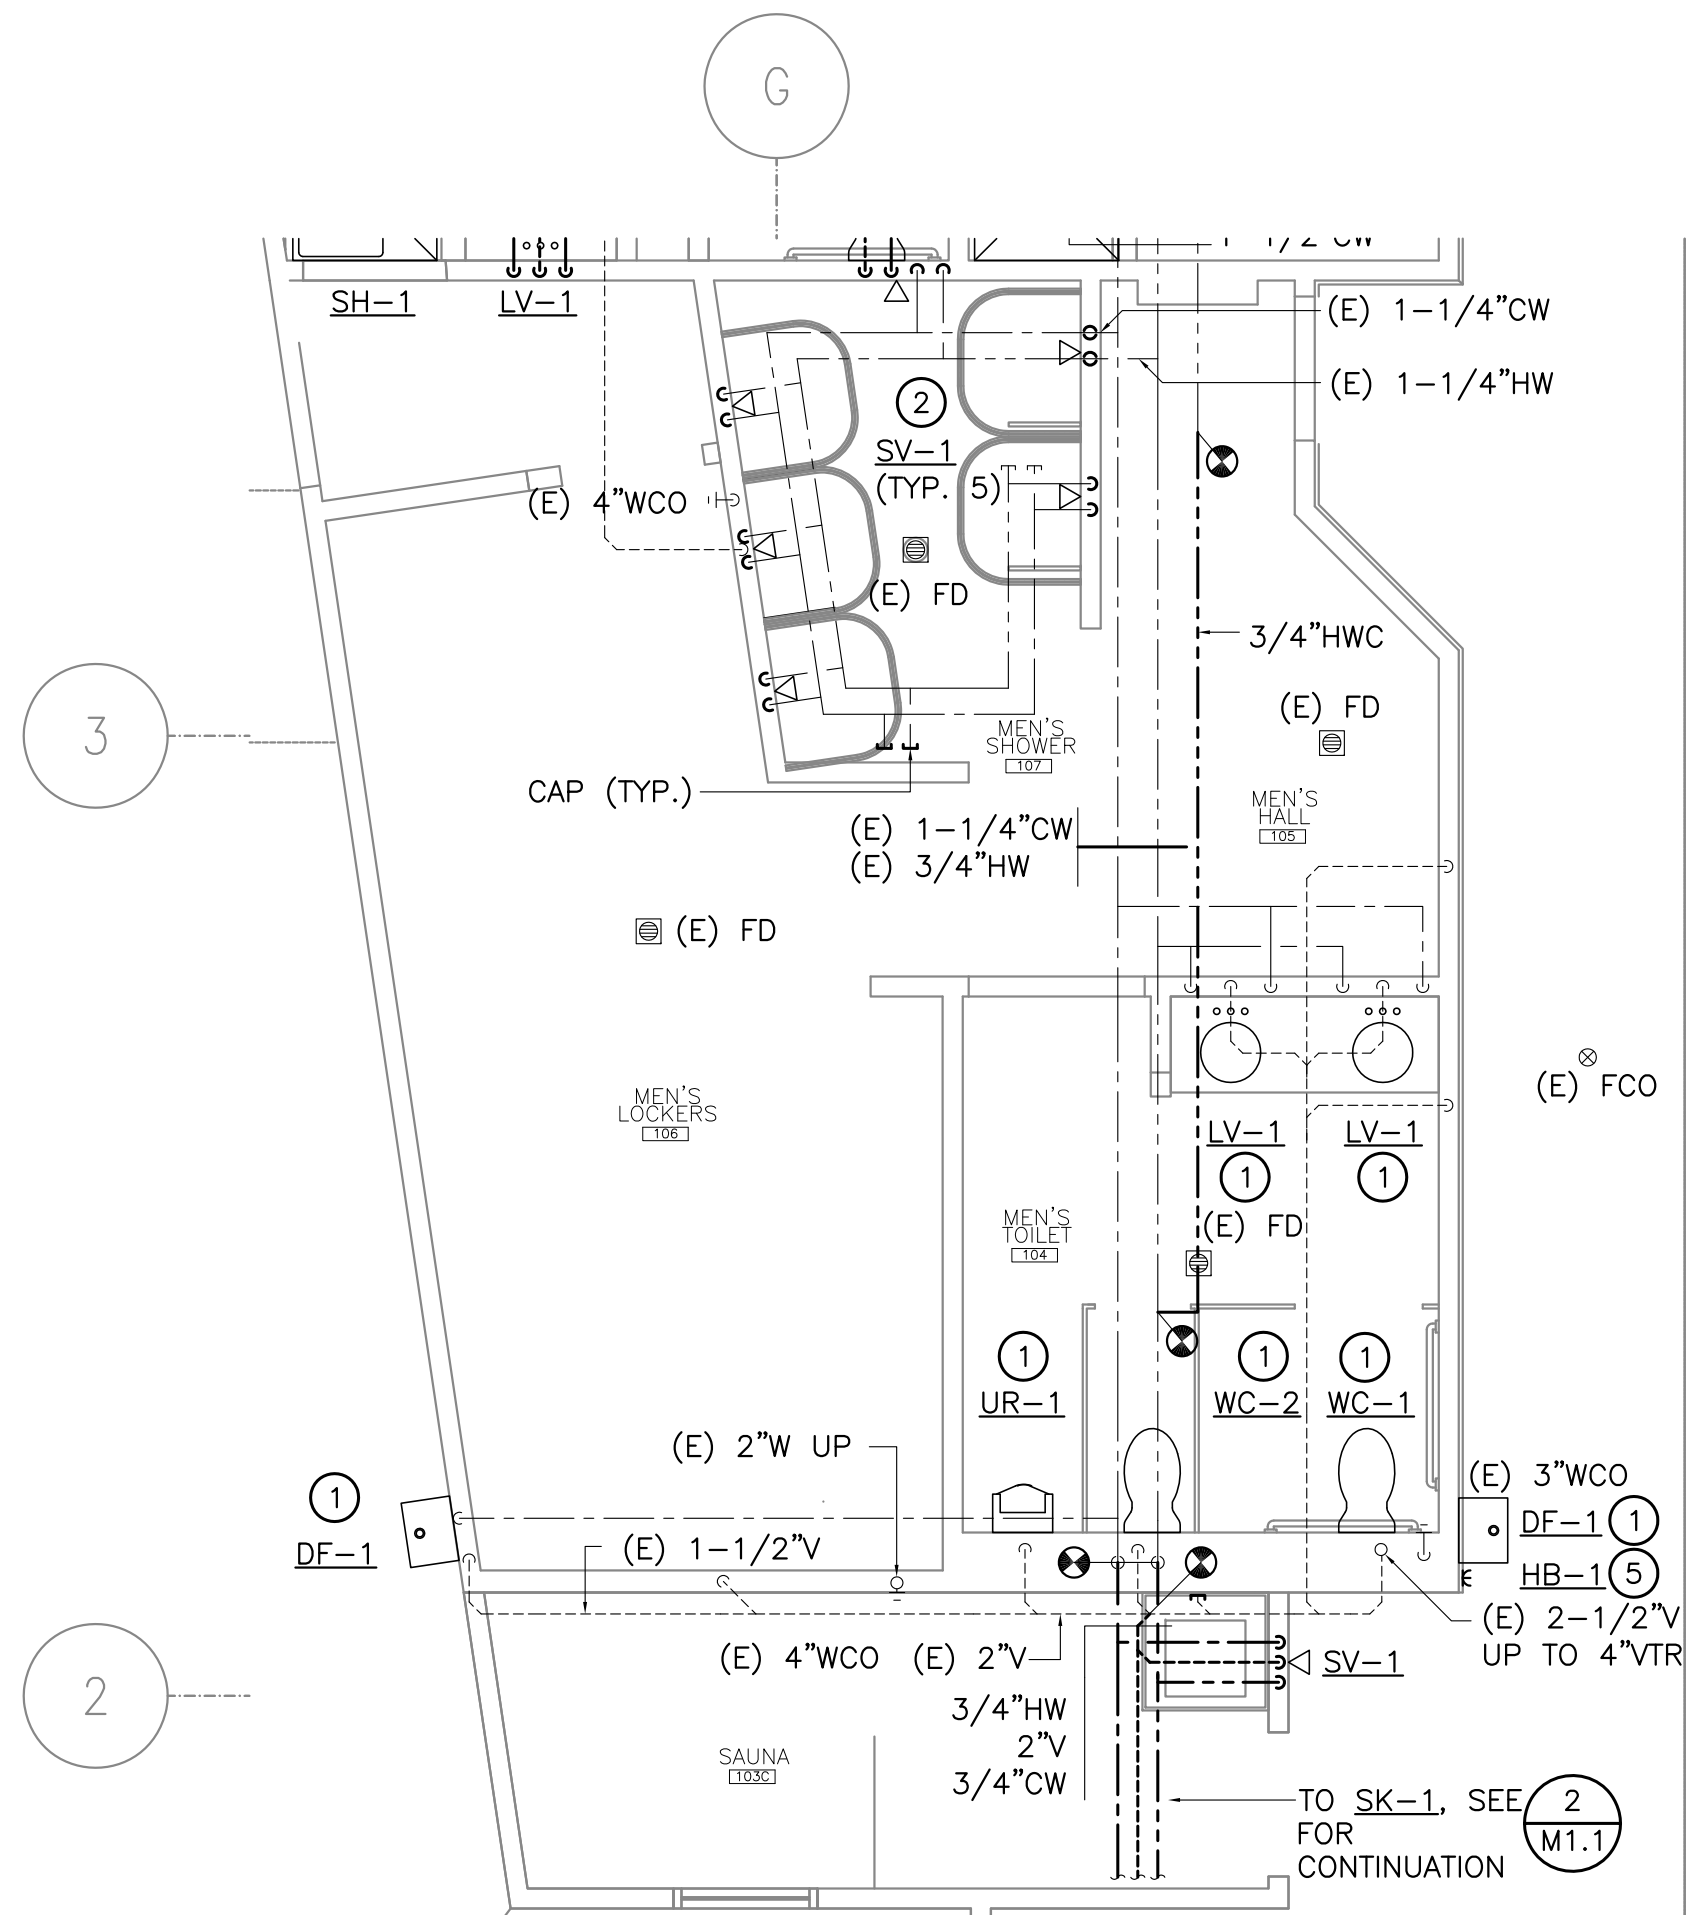 G
1-1/2"CW
SH-1
LV-1
(E) 1-1/4"CW
(E) 1-1/4"HW
2
SV-1
(TYP. 5)
(E) 4"WCO
(E) FD
3/4"HWC
(E) FD
3
MEN'S
SHOWER
107
CAP (TYP.)
MEN'S
HALL
105
(E) 1-1/4"CW
(E) 3/4"HW
(E) FD
(E) FCO
MEN'S
LOCKERS
106
LV-1
LV-1
1
1
MEN'S
TOILET
104
(E) FD
1
1
1
UR-1
WC-2
WC-1
(E) 2"W UP
(E) 3"WCO
1
DF-1
DF-1
1
(E) 1-1/2"V
HB-1
5
(E) 2-1/2"V
UP TO 4"VTR
(E) 4"WCO
(E) 2"V
SV-1
2
3/4"HW
2"V
3/4"CW
SAUNA
103C
TO SK-1, SEE
FOR
CONTINUATION
2
M1.1